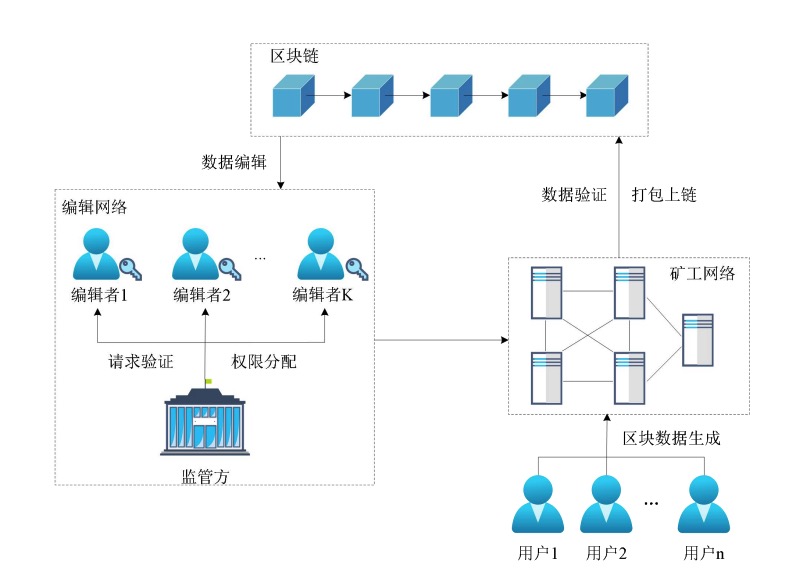 区块链
数据编辑
数据验证 打包上链
编辑网络
矿工网络
...
编辑者1 编辑者2 编辑者K
请求验证 权限分配
监管方
区块数据生成
...
用户1 用户2 用户n